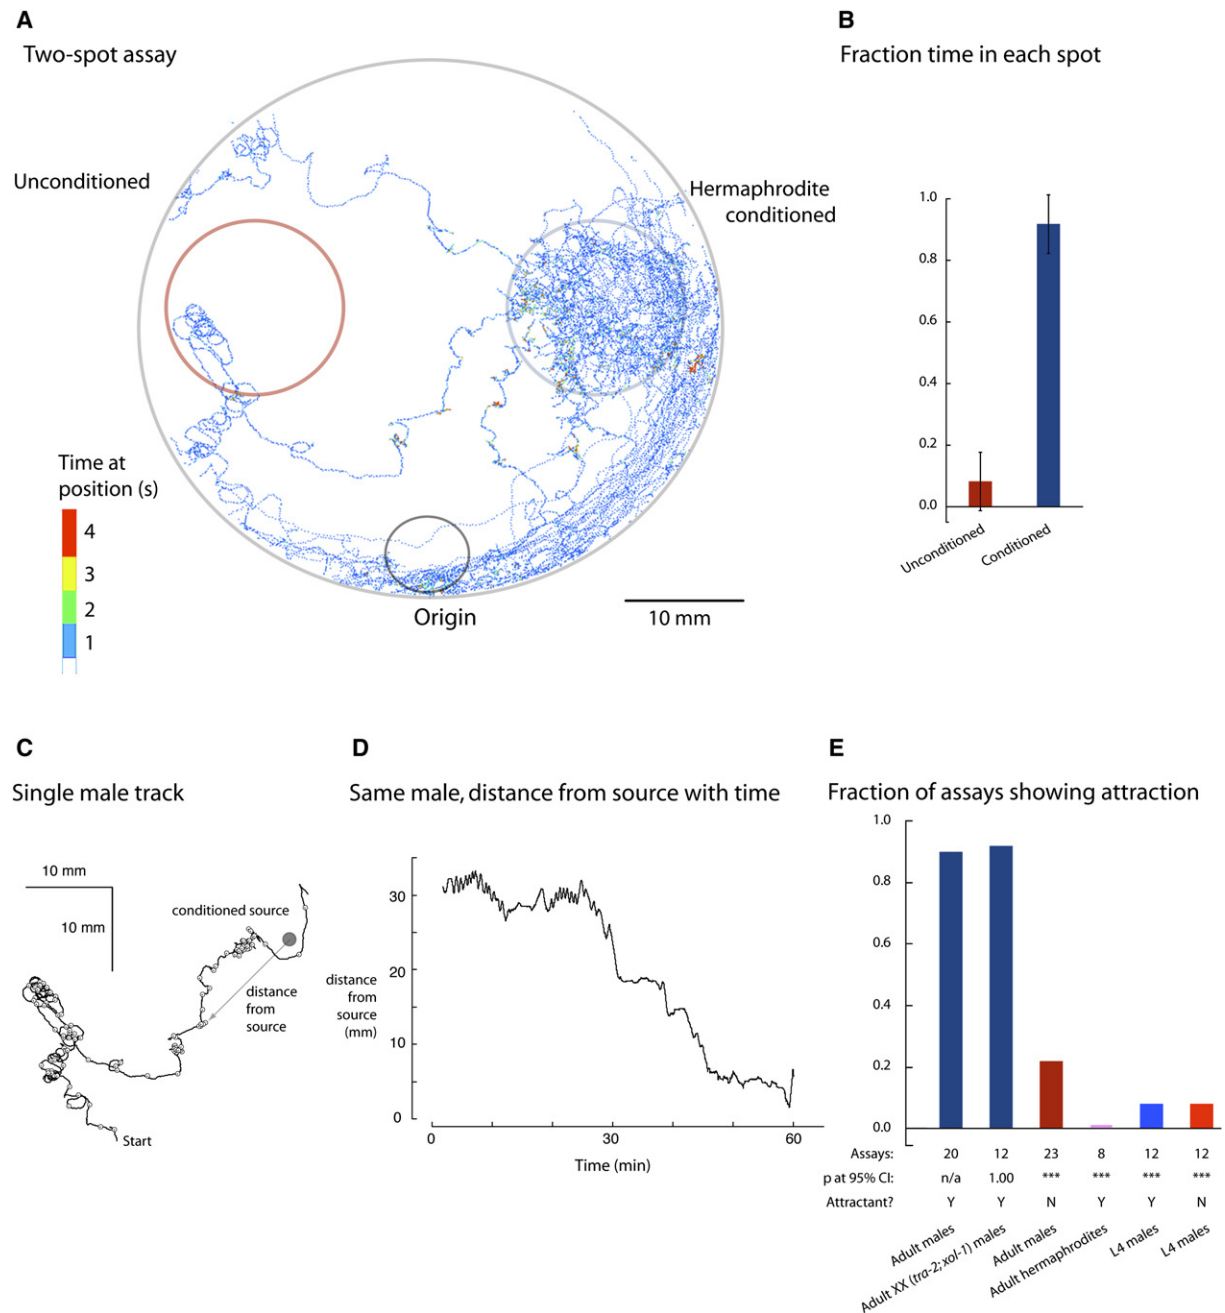 A
Two-spot assay
Unconditioned
Hermaphrodite
conditioned
Time at
position (s)
4
3
2
1
Origin
10 mm
B
Fraction time in each spot
1.0
0.8
0.6
0.4
0.2
0.0
Unconditioned
Conditioned
C
Single male track
10 mm
10 mm
conditioned source
distance
from
source
Start
D
Same male, distance from source with time
30
20
10
0
distance
from
source
(mm)
0
30
60
Time (min)
E
Fraction of assays showing attraction
1.0
0.8
0.6
0.4
0.2
0.0
Assays: 20 12 23 8 12 12
p at 95% CI: n/a 1.00 *** *** *** ***
Attractant? Y Y N Y Y N
Adult males
Adult XX (tra-2; xol-1) males
Adult males
Adult hermaphrodites
L4 males
L4 males